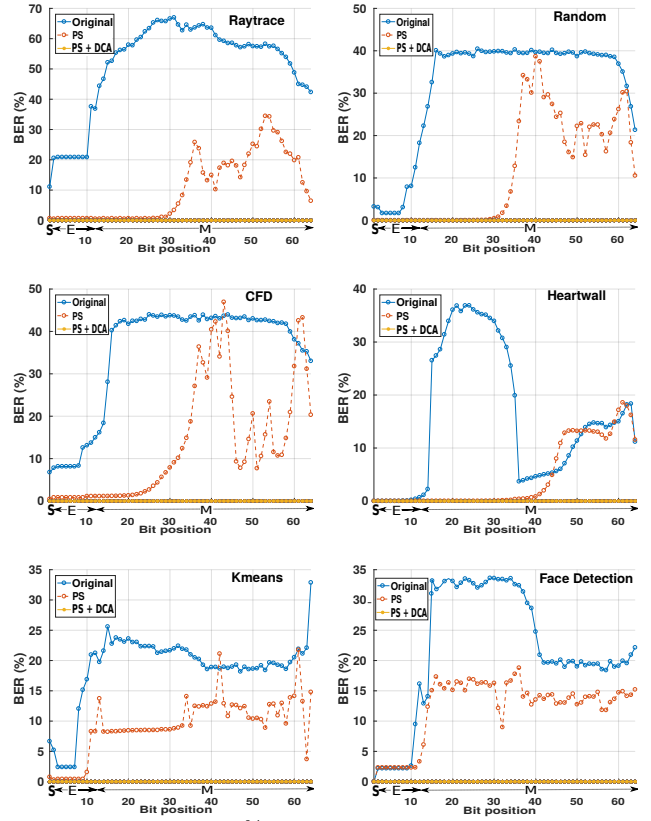 Raytrace
Original
PS
PS + DCA
BER (%)
70
60
50
40
30
20
10
0
S E M
10 20 30 40 50 60
Bit position
Random
Original
PS
PS + DCA
BER (%)
50
40
30
20
10
0
S E M
10 20 30 40 50 60
Bit position
CFD
Original
PS
PS + DCA
BER (%)
50
40
30
20
10
0
S E M
10 20 30 40 50 60
Bit position
Heartwall
Original
PS
PS + DCA
BER (%)
40
30
20
10
0
S E M
10 20 30 40 50 60
Bit position
Kmeans
Original
PS
PS + DCA
BER (%)
35
30
25
20
15
10
5
0
S E M
10 20 30 40 50 60
Bit position
Face Detection
Original
PS
PS + DCA
BER (%)
35
30
25
20
15
10
5
0
S E M
10 20 30 40 50 60
Bit position